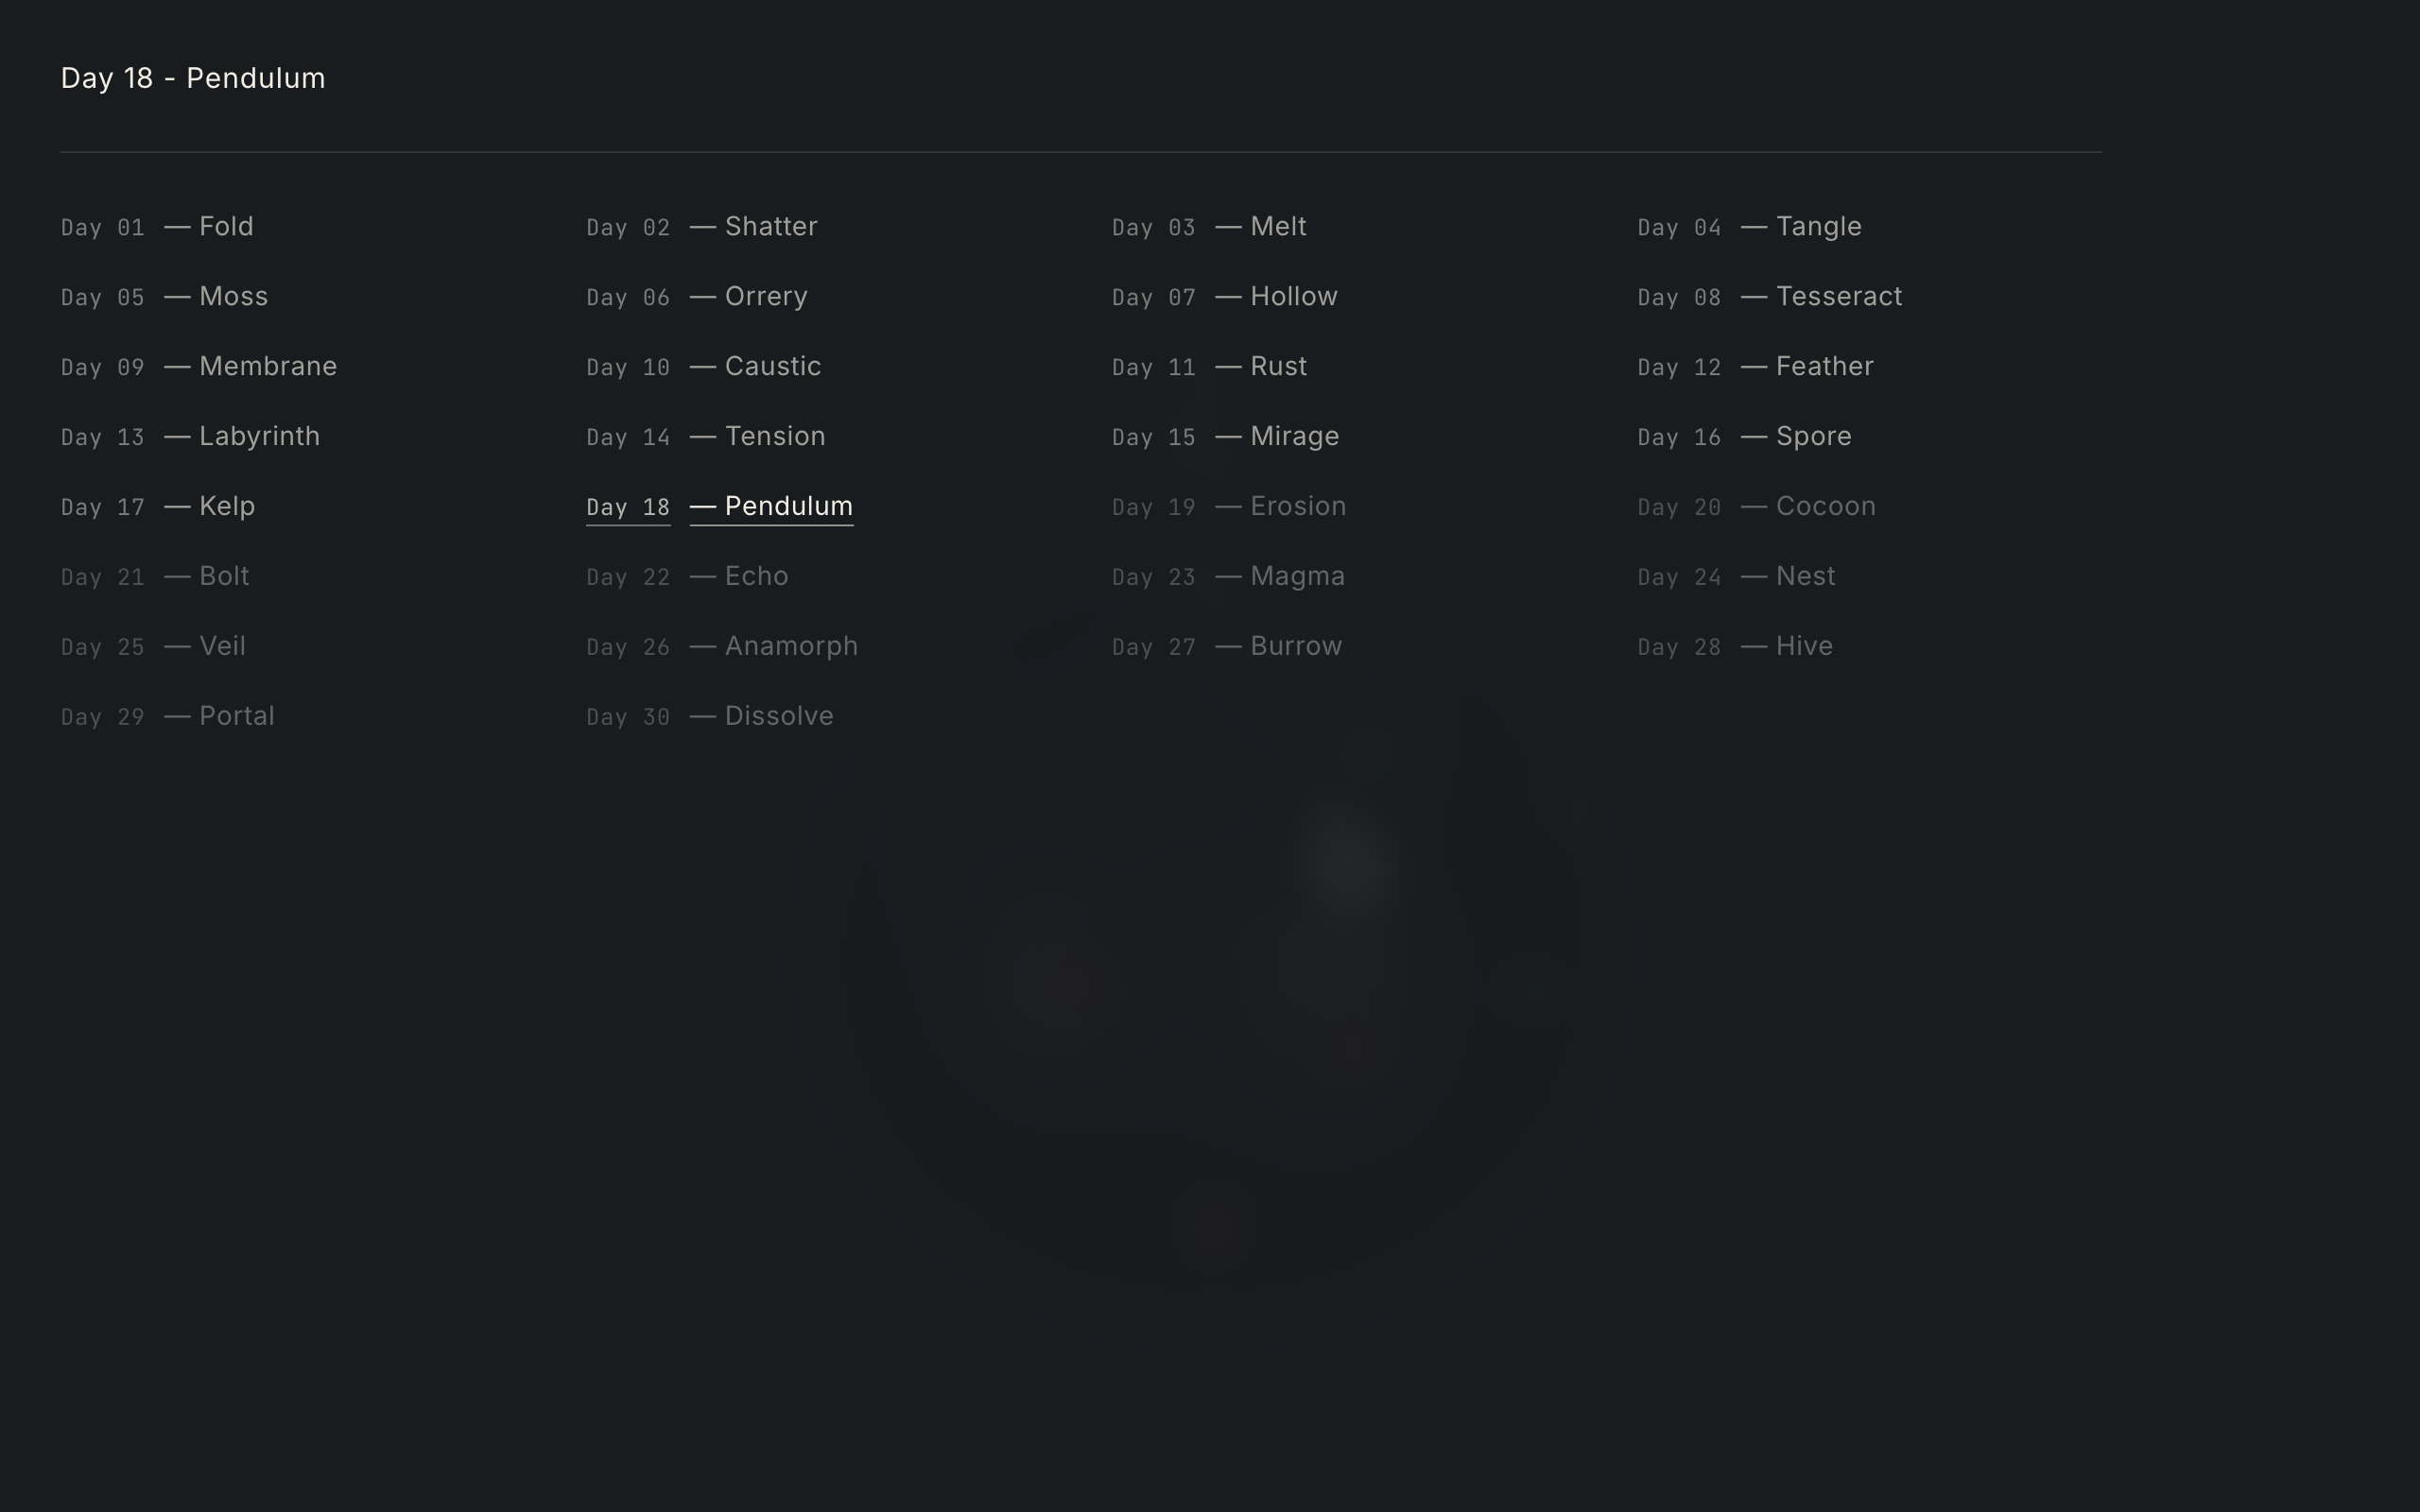 Day 18 - Pendulum
Day 01 — Fold Day 02 — Shatter Day 03 — Melt Day 04 — Tangle
Day 05 — Moss Day 06 — Orrery Day 07 — Hollow Day 08 — Tesseract
Day 09 — Membrane Day 10 — Caustic Day 11 — Rust Day 12 — Feather
Day 13 — Labyrinth Day 14 — Tension Day 15 — Mirage Day 16 — Spore
Day 17 — Kelp Day 18 — Pendulum Day 19 — Erosion Day 20 — Cocoon
Day 21 — Bolt Day 22 — Echo Day 23 — Magma Day 24 — Nest
Day 25 — Veil Day 26 — Anamorph Day 27 — Burrow Day 28 — Hive
Day 29 — Portal Day 30 — Dissolve